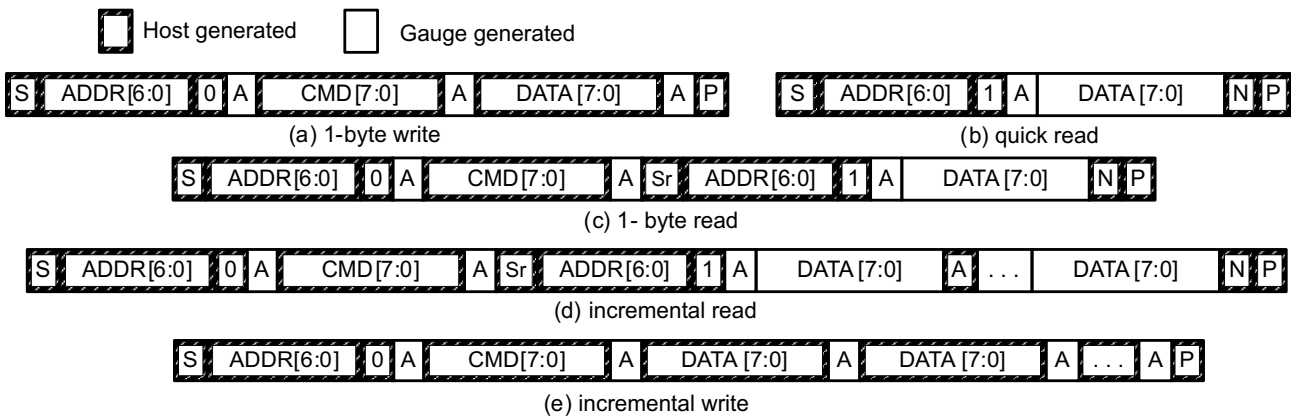 Host generated Gauge generated
S ADDR[6:0] 0 A CMD[7:0] A DATA[7:0] A P S ADDR[6:0] 1 A DATA[7:0] N P
(a) 1-byte write (b) quick read
S ADDR[6:0] 0 A CMD[7:0] A Sr ADDR[6:0] 1 A DATA[7:0] N P
(c) 1- byte read
S ADDR[6:0] 0 A CMD[7:0] A Sr ADDR[6:0] 1 A DATA[7:0] A . . . DATA[7:0] N P
(d) incremental read
S ADDR[6:0] 0 A CMD[7:0] A DATA[7:0] A DATA[7:0] A . . . A P
(e) incremental write